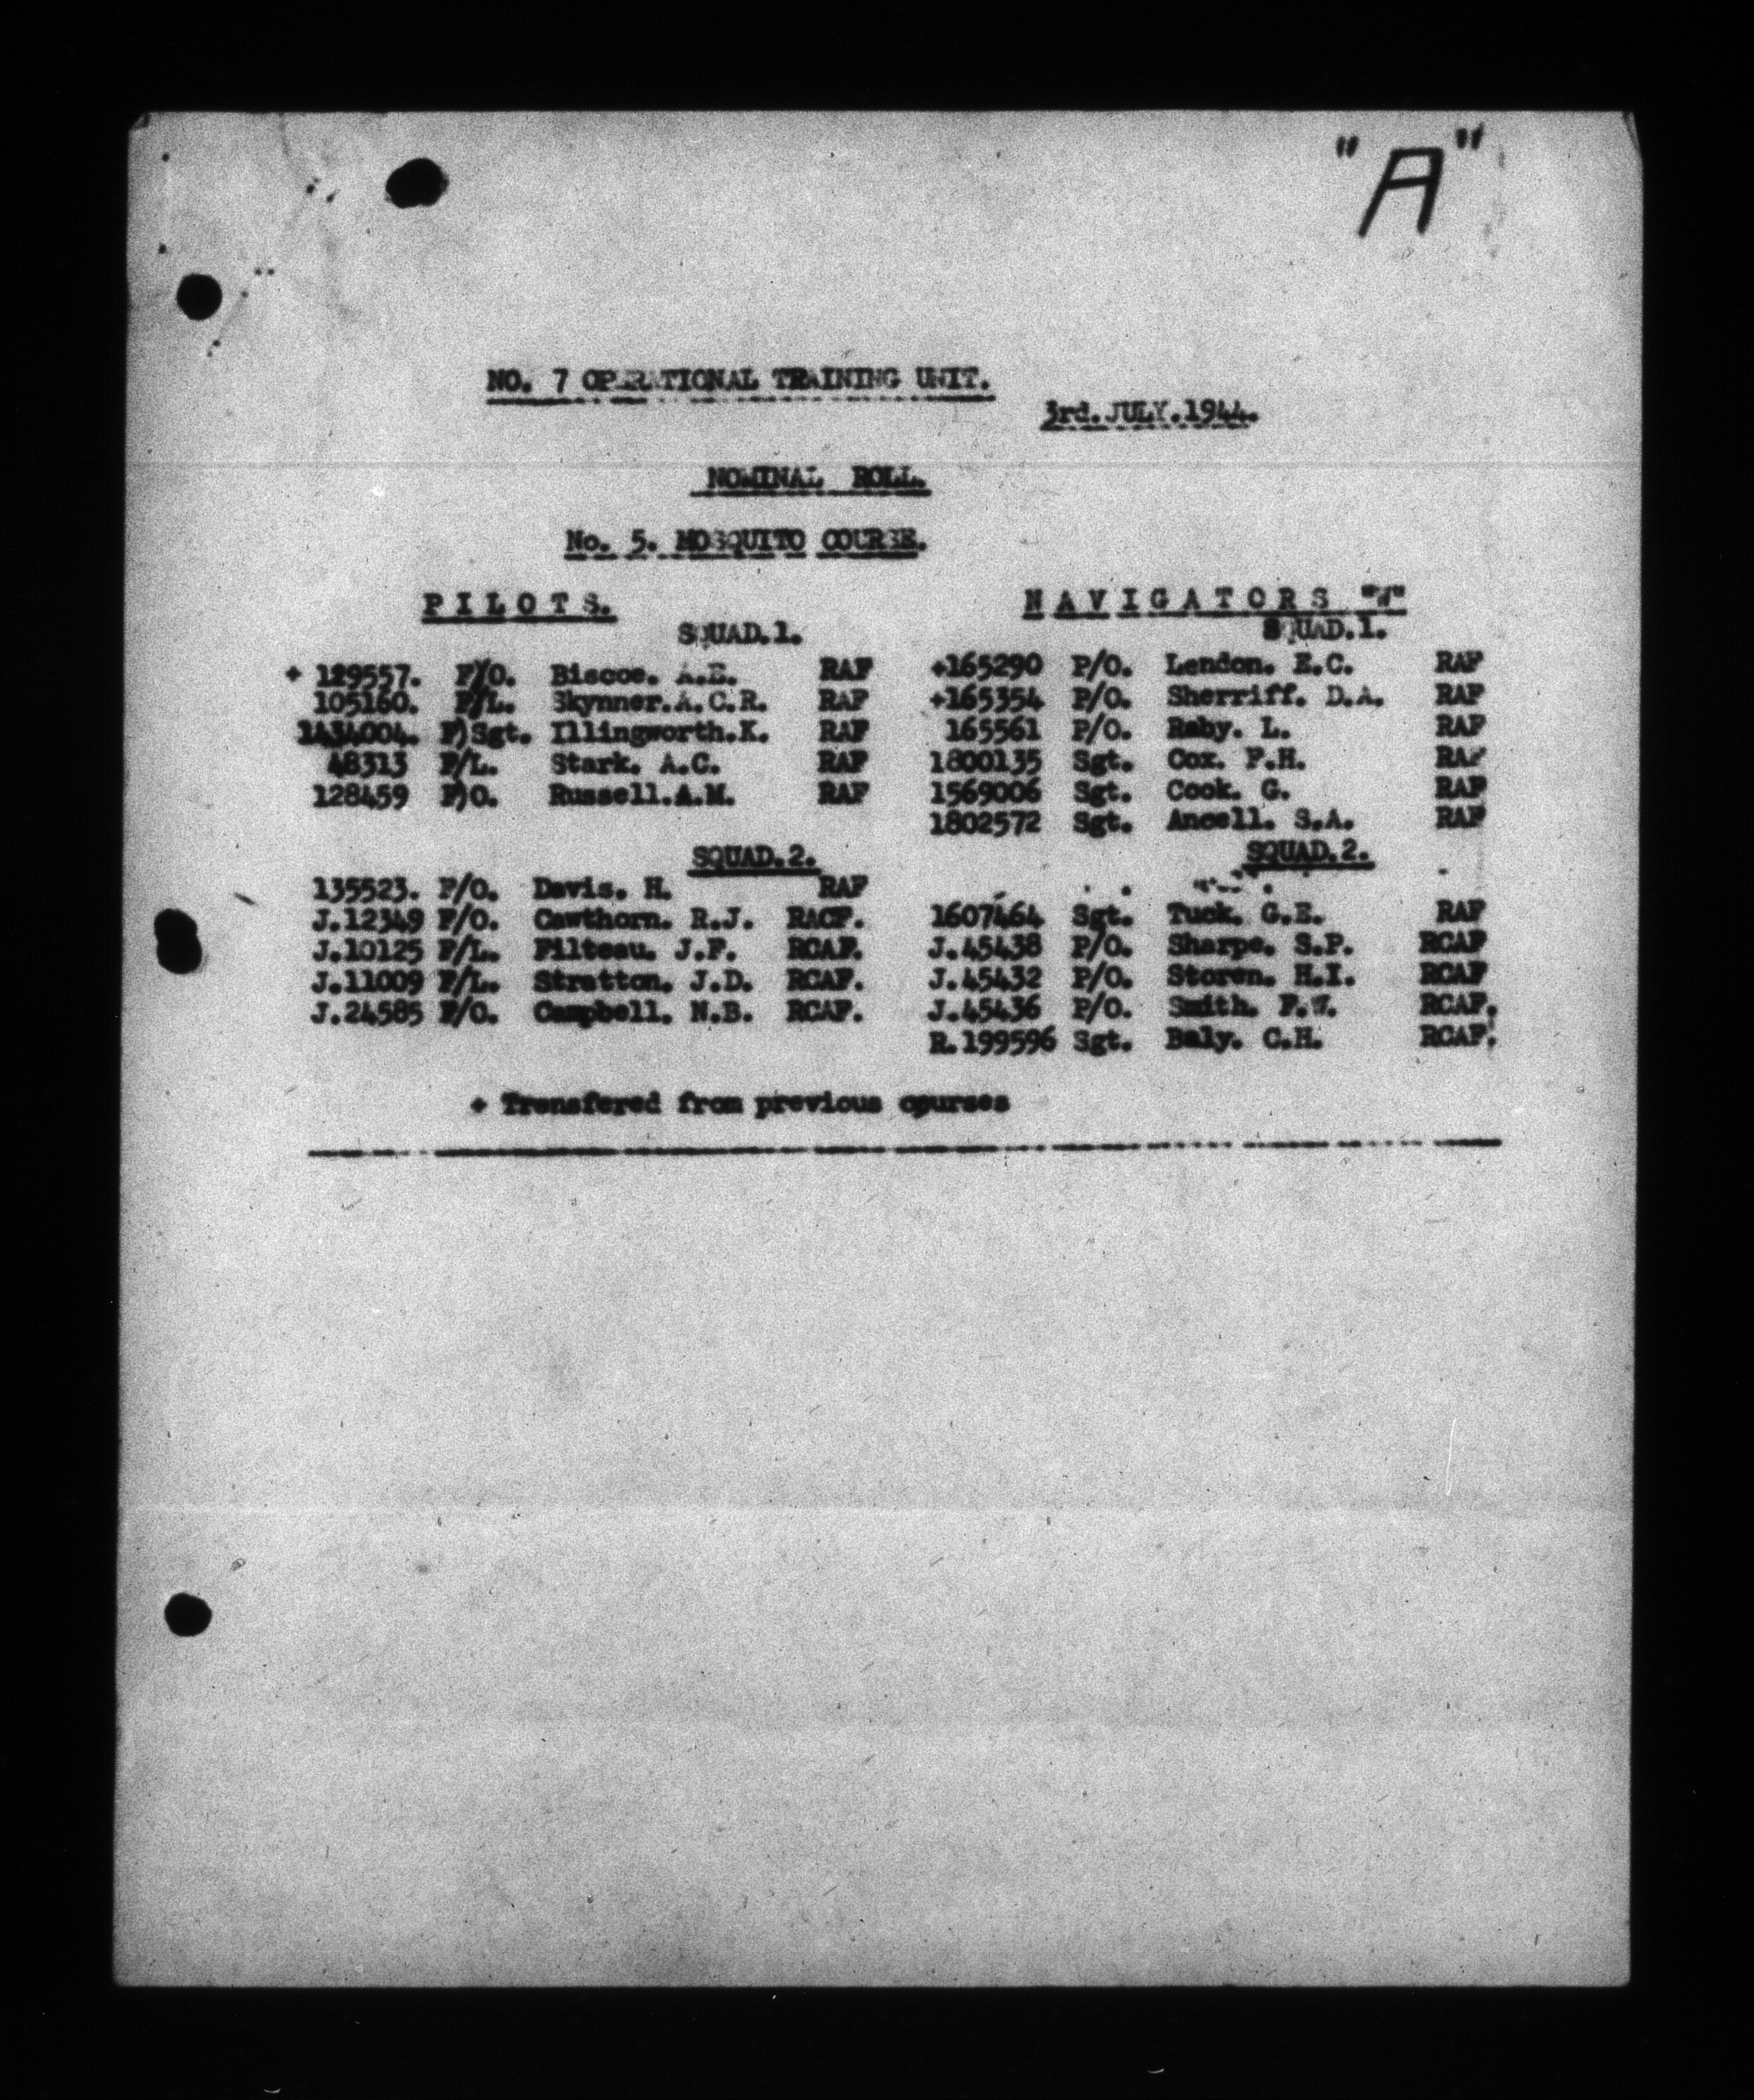 "A"
NO. 7 OPERATIONAL TRAINING UNIT.
3rd.JULY.1944.
NOMINAL ROLL.
No. 5. MOSQUITO COURSE.
P I L O T S. N A V I G A T O R S "W"
SQUAD.1. SQUAD.1.
+ 129557. F/O. Biscoe. A.E. RAF +165290 P/O. Lendon. E.C. RAF
105160. F/L. Skynner.A.C.R. RAF +165354 P/O. Sherriff. D.A. RAF
1434004. F)Sgt. Illingworth.K. RAF 165561 P/O. Raby. L. RAF
48313 F/L. Stark. A.C. RAF 1800135 Sgt. Cox. F.H. RAF
128459 F)O. Russell.A.M. RAF 1569006 Sgt. Cook. G. RAF
1802572 Sgt. Ancell. S.A. RAF
SQUAD.2. SQUAD.2.
135523. F/O. Davis. H. RAF
J.12349 F/O. Cawthorn. R.J. RACF. 1607464 Sgt. Tuck. G.E. RAF
J.10125 F/L. Filteau. J.F. RCAF. J.45438 P/O. Sharpe. S.P. RCAF
J.11009 F/L. Stratton. J.D. RCAF. J.45432 P/O. Storen. H.I. RCAF
J.24585 F/O. Campbell. N.B. RCAF. J.45436 P/O. Smith. F.W. RCAF.
R.199596 Sgt. Baly. C.H. RCAF.
+ Transfered from previous opurses